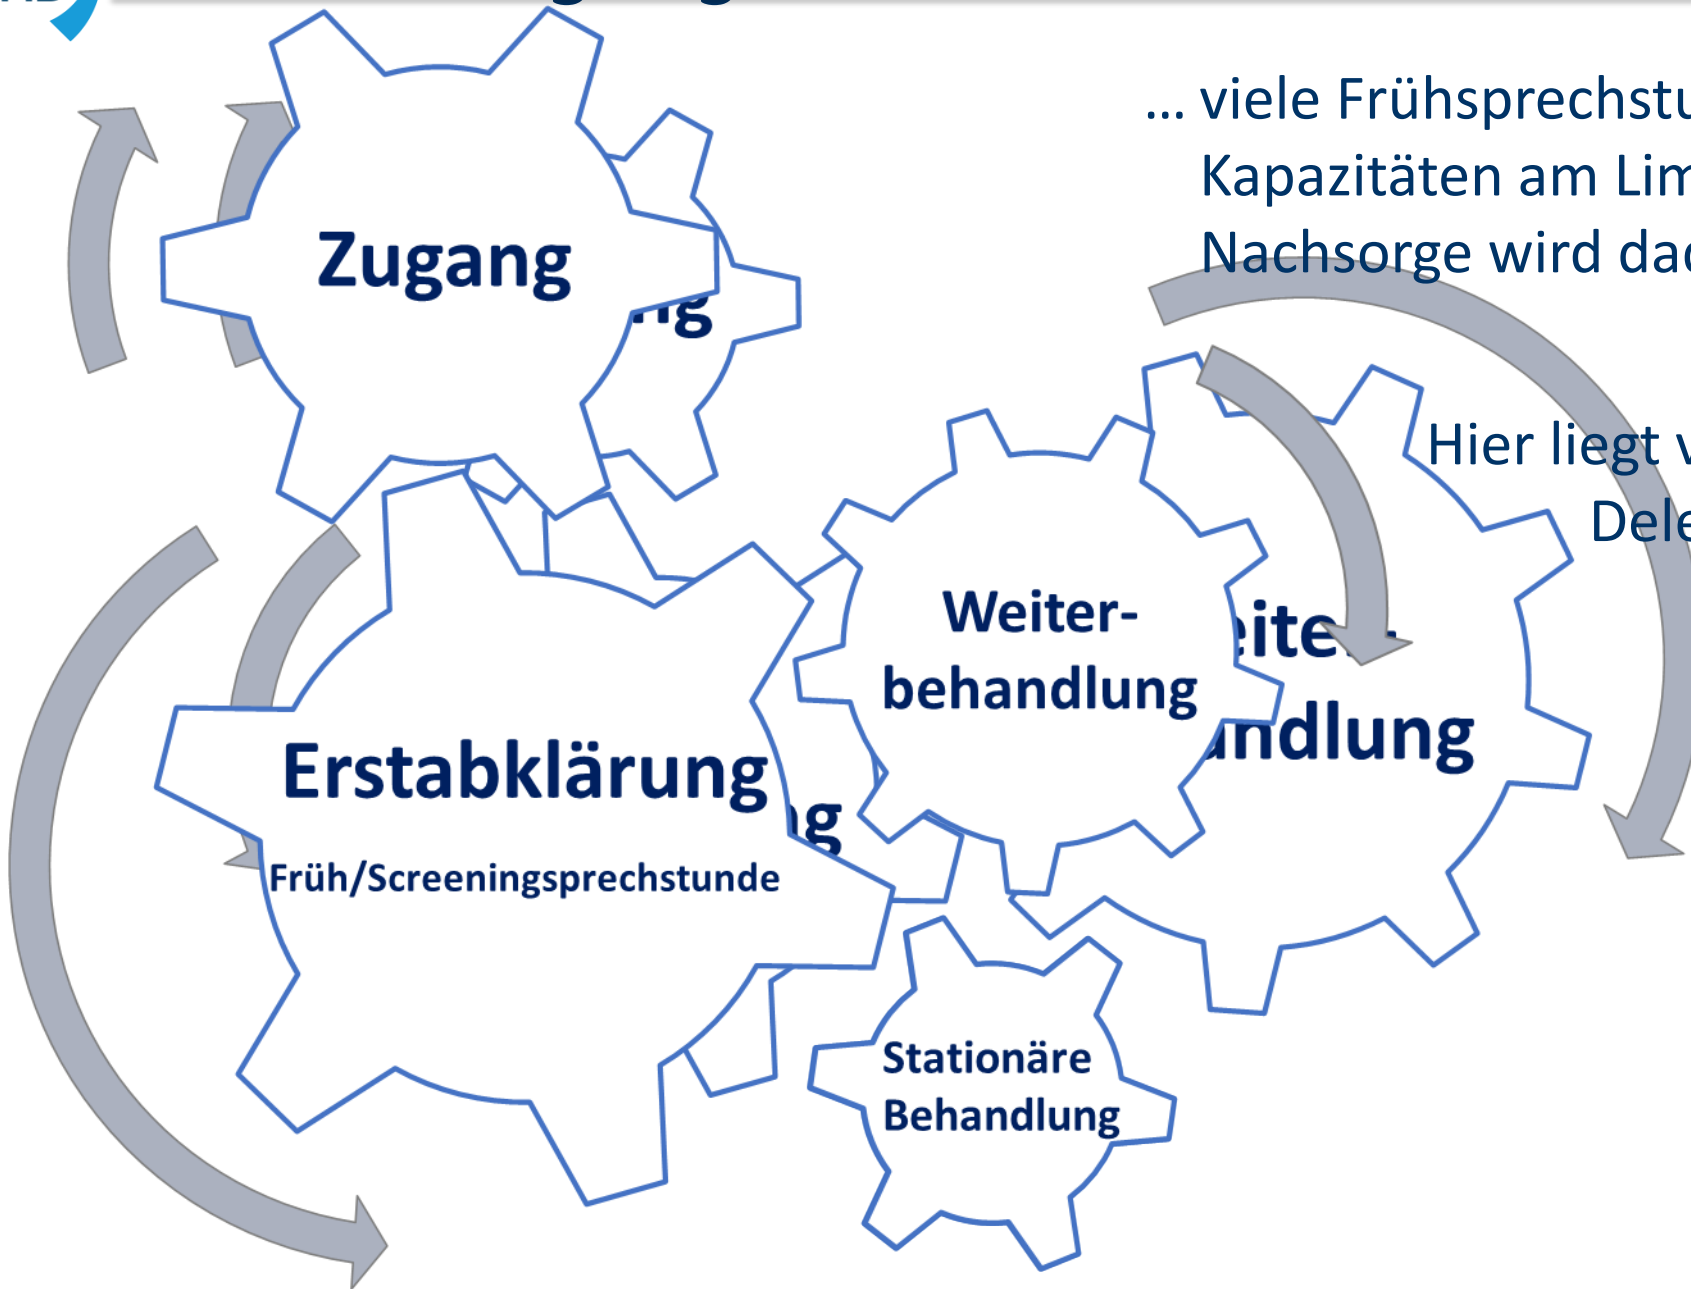 Zugang
… viele Frühsprechstu
Kapazitäten am Lim
Nachsorge wird dad
Hier liegt v
Dele
Weiter-
behandlung
Erstabklärung
Früh/Screeningsprechstunde
Stationäre
Behandlung